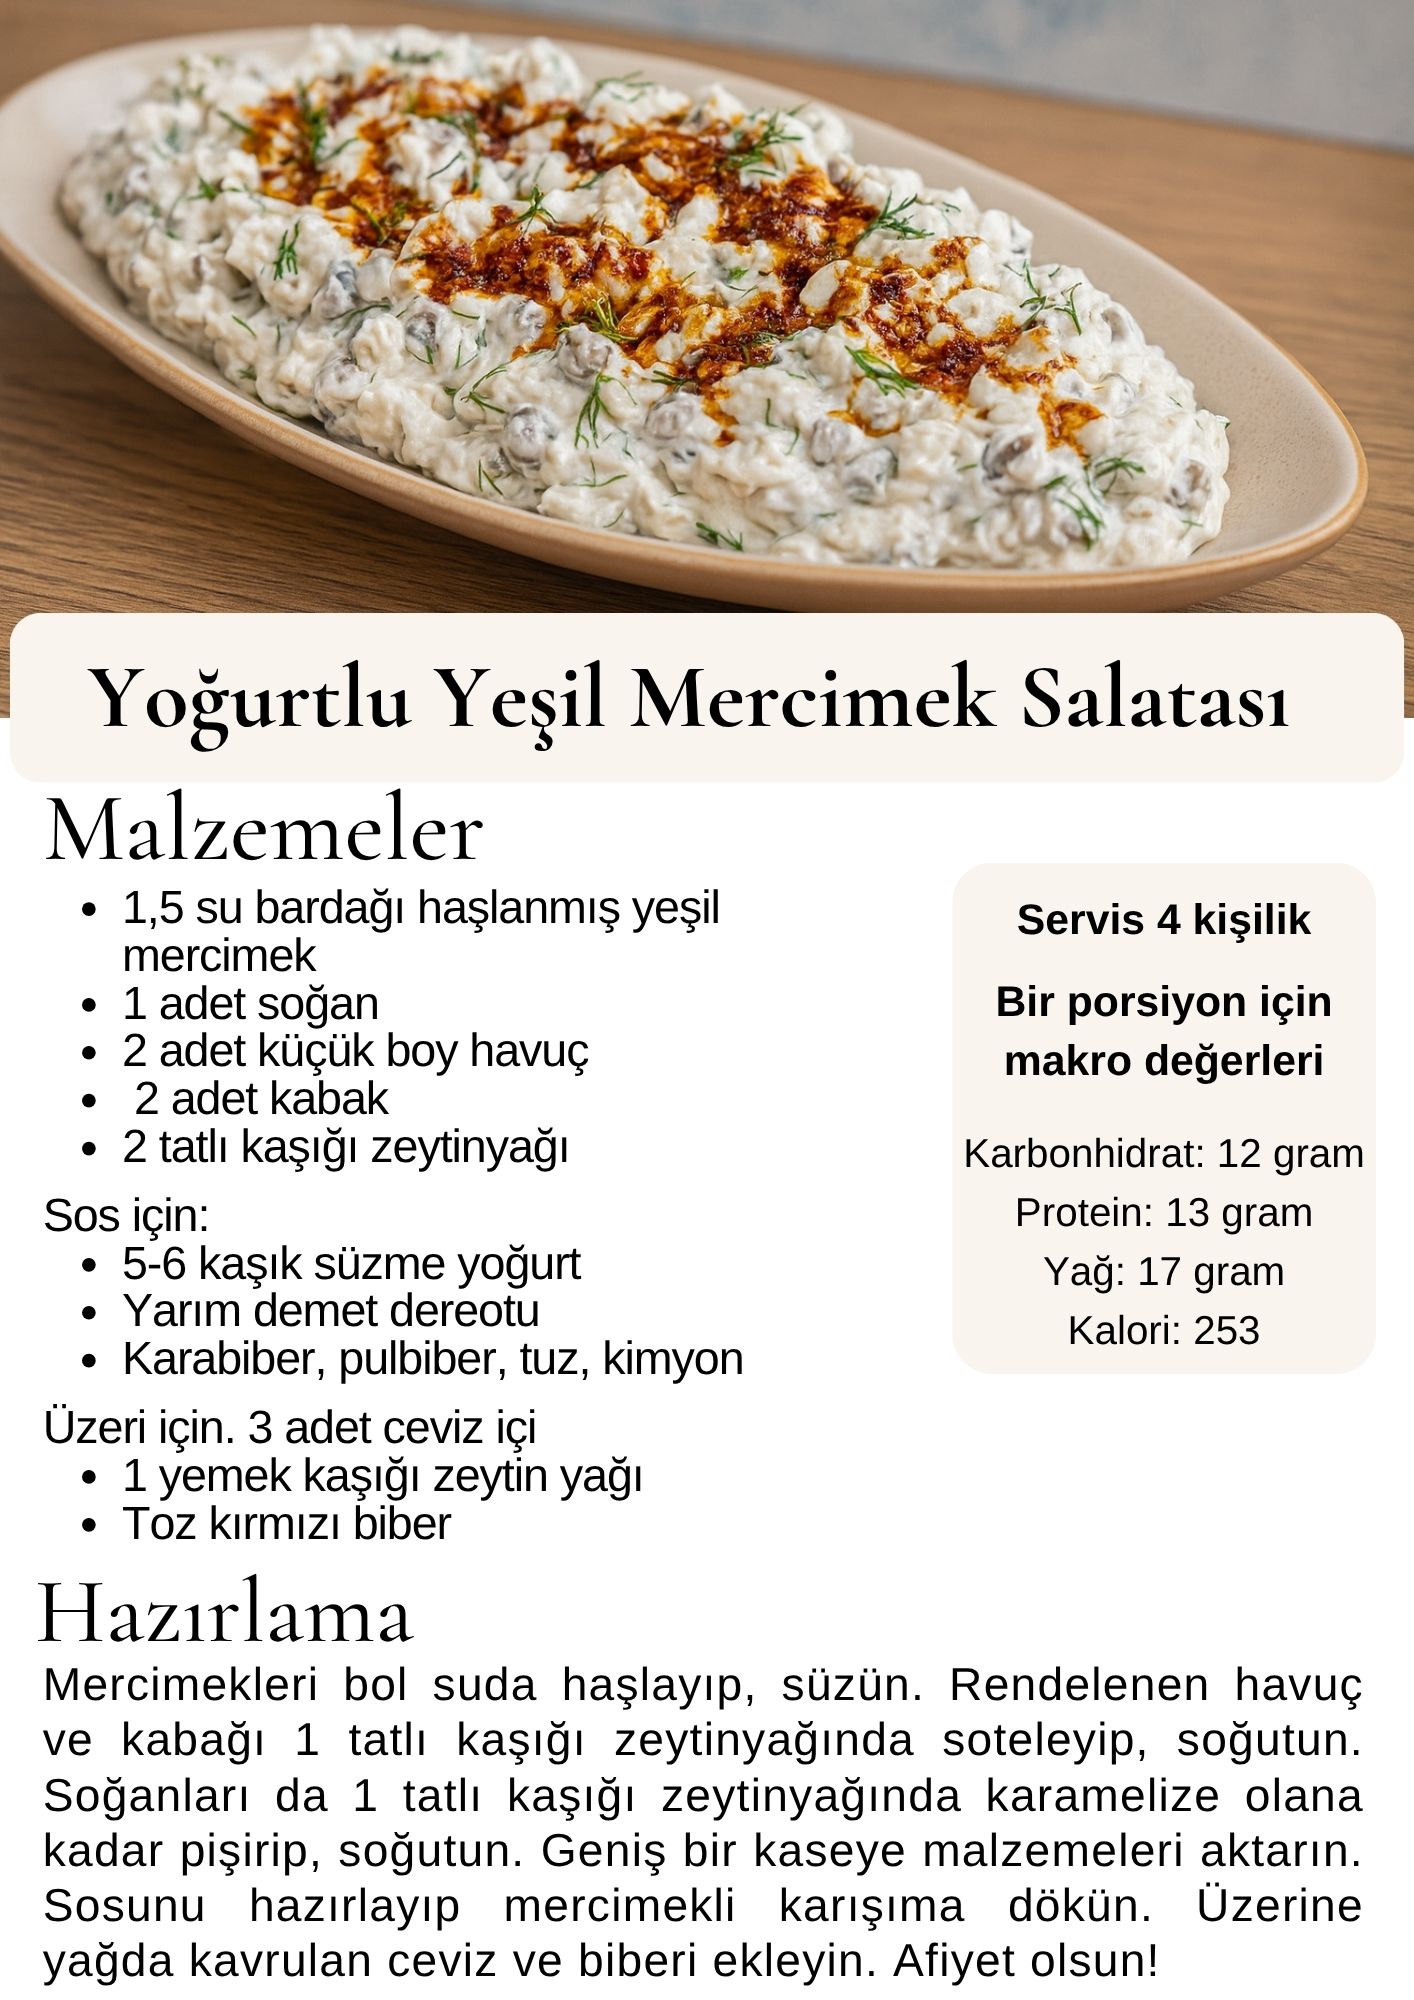 Yoğurtlu Yeşil Mercimek Salatası
Malzemeler
1,5 su bardağı haşlanmış yeşil
mercimek
1 adet soğan
2 adet küçük boy havuç
2 adet kabak
2 tatlı kaşığı zeytinyağı
Sos için:
5-6 kaşık süzme yoğurt
Yarım demet dereotu
Karabiber, pulbiber, tuz, kimyon
Üzeri için. 3 adet ceviz içi
1 yemek kaşığı zeytin yağı
Toz kırmızı biber
Servis 4 kişilik
Bir porsiyon için
makro değerleri
Karbonhidrat: 12 gram
Protein: 13 gram
Yağ: 17 gram
Kalori: 253
Hazırlama
Mercimekleri bol suda haşlayıp, süzün. Rendelenen havuç
ve kabağı 1 tatlı kaşığı zeytinyağında soteleyip, soğutun.
Soğanları da 1 tatlı kaşığı zeytinyağında karamelize olana
kadar pişirip, soğutun. Geniş bir kaseye malzemeleri aktarın.
Sosunu hazırlayıp mercimekli karışıma dökün. Üzerine
yağda kavrulan ceviz ve biberi ekleyin. Afiyet olsun!